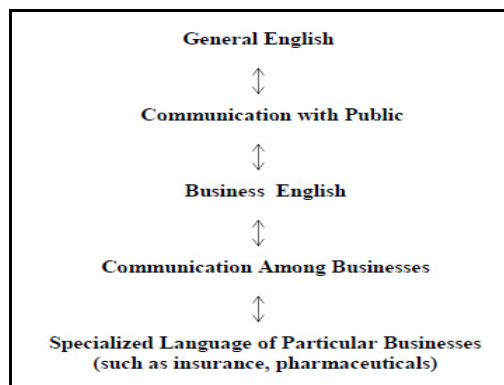 General English
Communication with Public
Business English
Communication Among Businesses
Specialized Language of Particular Businesses
(such as insurance, pharmaceuticals)